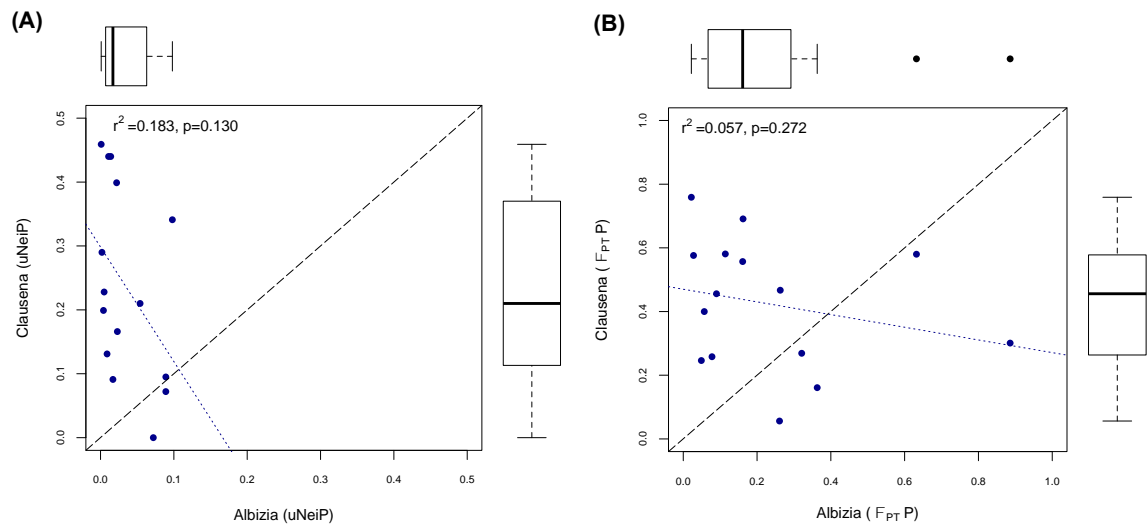 (A)
r2 =0.183, p=0.130
Clausena (uNeiP)
0.0 0.1 0.2 0.3 0.4 0.5
0.0 0.1 0.2 0.3 0.4 0.5
Albizia (uNeiP)
(B)
r2 =0.057, p=0.272
Clausena ( FPT P)
0.0 0.2 0.4 0.6 0.8 1.0
0.0 0.2 0.4 0.6 0.8 1.0
Albizia ( FPT P)